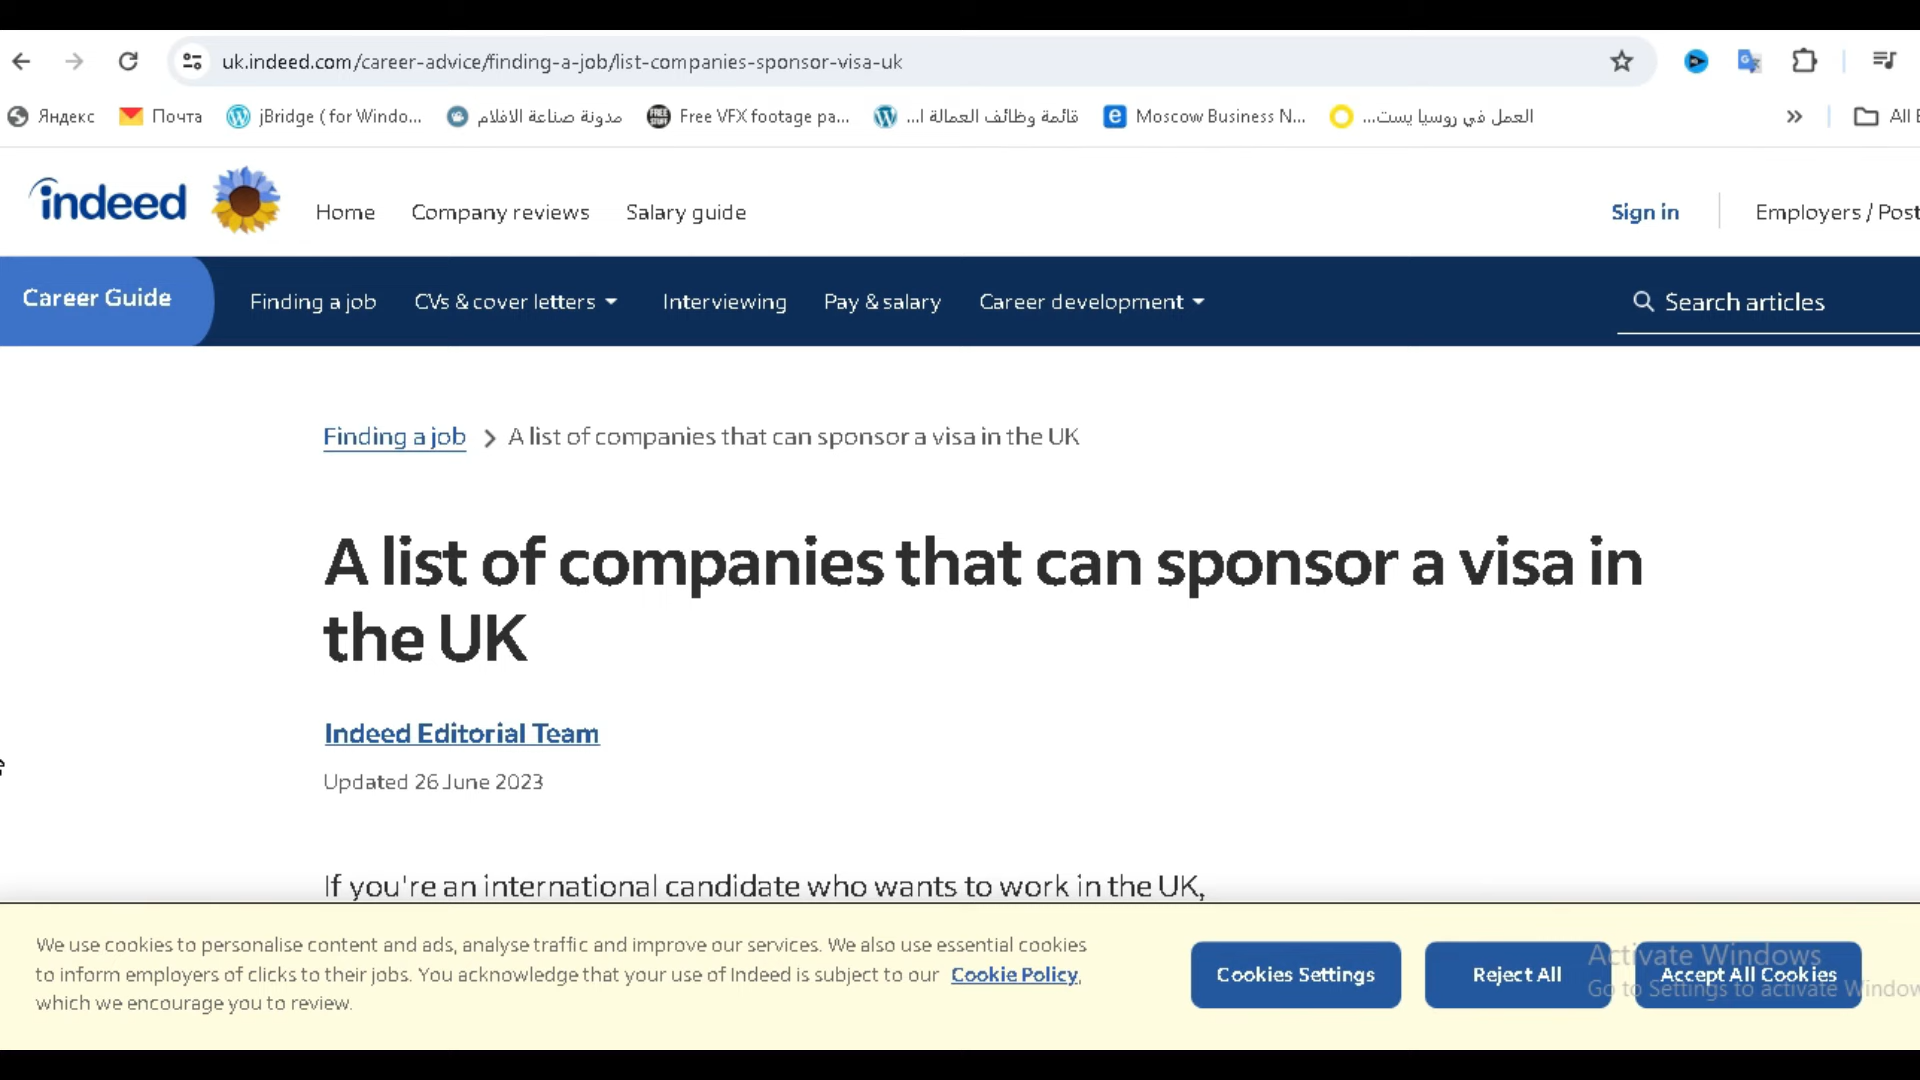 uk.indeed.com/career-advice/finding-a-job/list-companies-sponsor-visa-uk
Яндекс Почта jBridge ( for Windo... مدونة صناعة الافلام Free VFX footage pa... قائمة وظائف العمالة ا... Moscow Business N... العمل في روسيا يست... » All
indeed Home Company reviews Salary guide Sign in Employers / Post
Career Guide Finding a job CVs & cover letters Interviewing Pay & salary Career development Search articles
Finding a job > A list of companies that can sponsor a visa in the UK
A list of companies that can sponsor a visa in
the UK
Indeed Editorial Team
Updated 26 June 2023
If you're an international candidate who wants to work in the UK,
We use cookies to personalise content and ads, analyse traffic and improve our services. We also use essential cookies
to inform employers of clicks to their jobs. You acknowledge that your use of Indeed is subject to our Cookie Policy,
which we encourage you to review.
Cookies Settings Reject All Accept All Cookies
Activate Windows
Go to Settings to activate Window